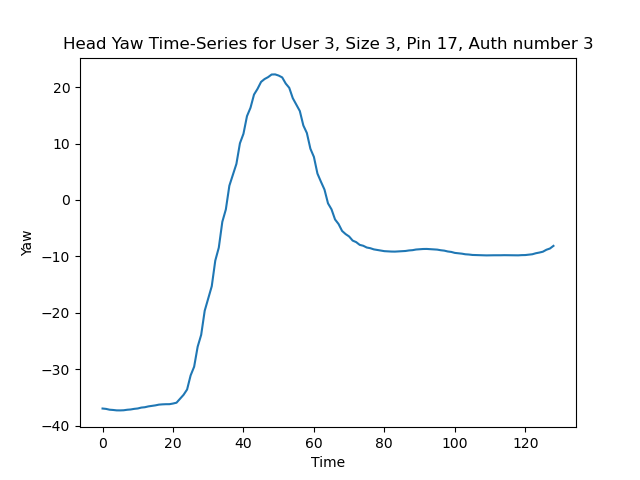 Head Yaw Time-Series for User 3, Size 3, Pin 17, Auth number 3
20
10
0
−10
−20
−30
−40
Yaw
0 20 40 60 80 100 120
Time